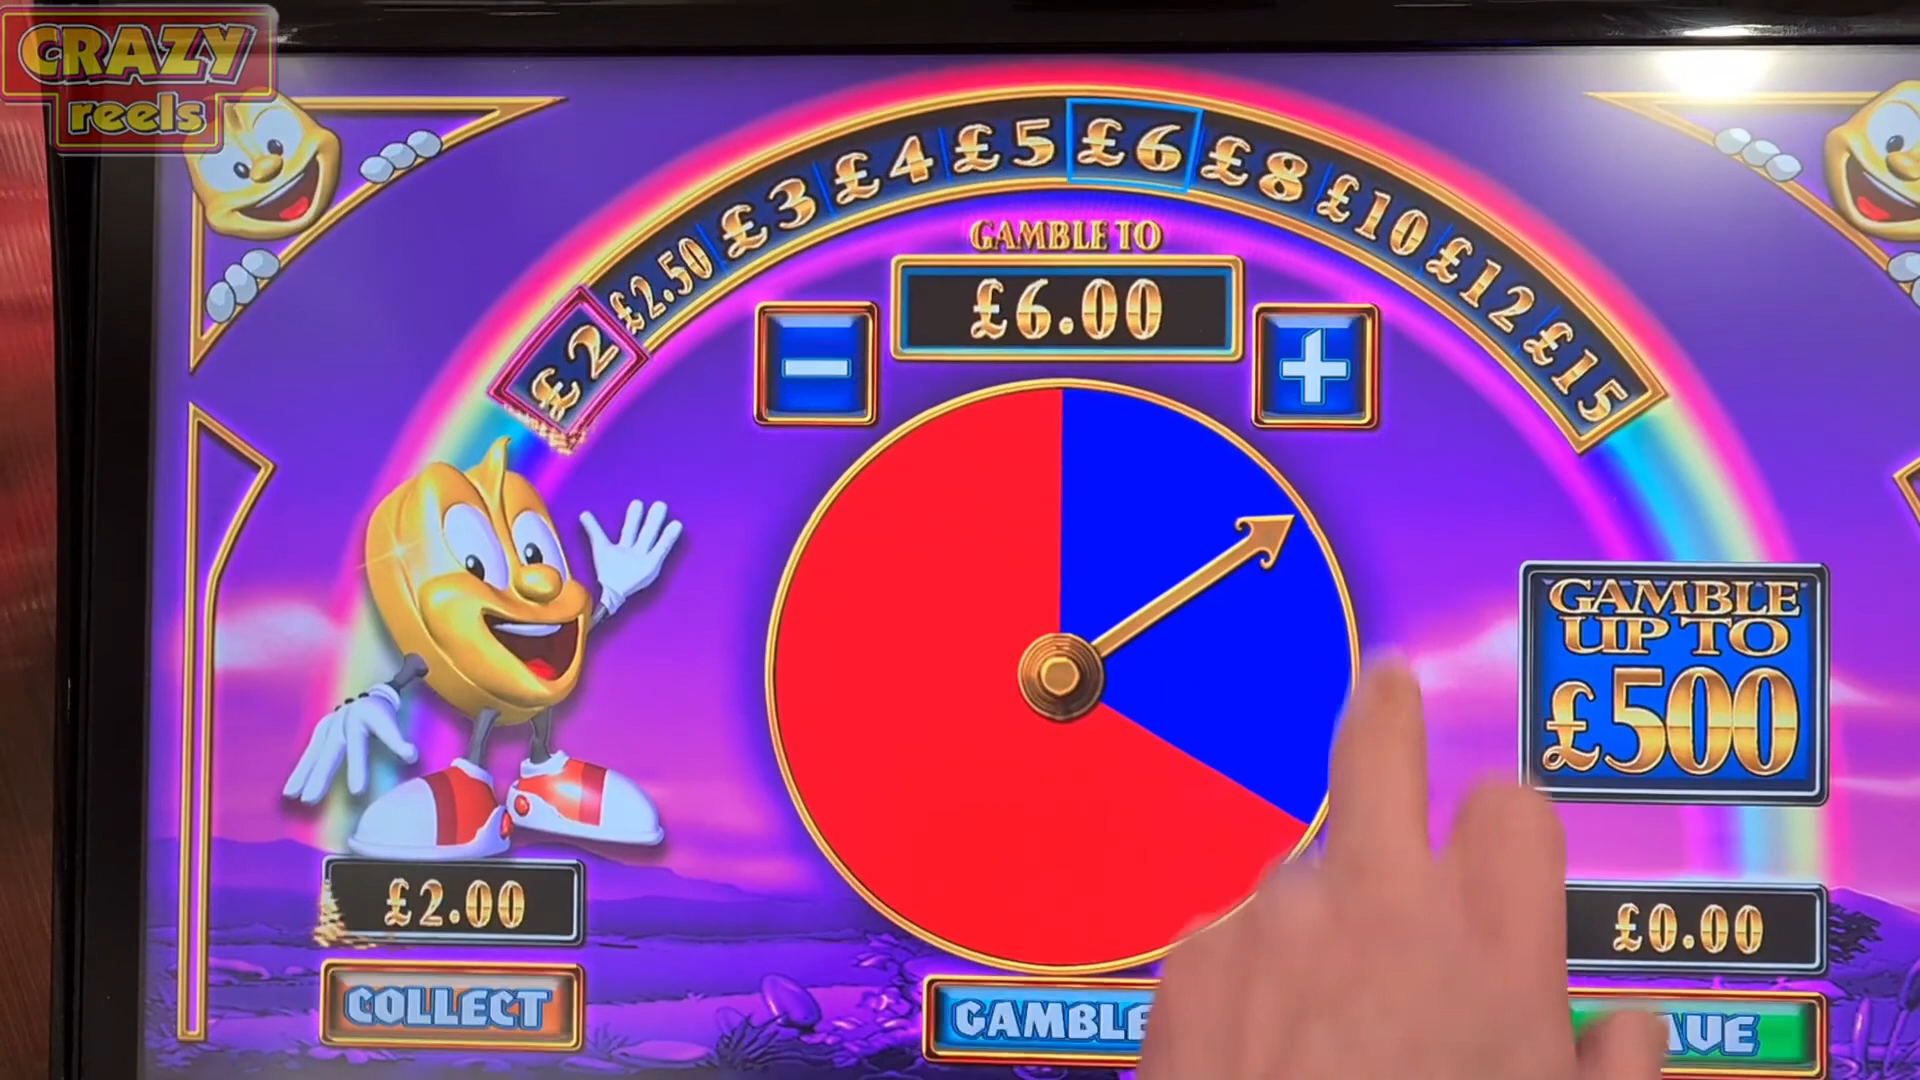 CRAZY
reels
£2
£2.50
£3
£4
£5
£6
£8
£10
£12
£15
GAMBLE TO
£6.00
−
+
GAMBLE
UP TO
£500
£2.00
£0.00
COLLECT
GAMBLE